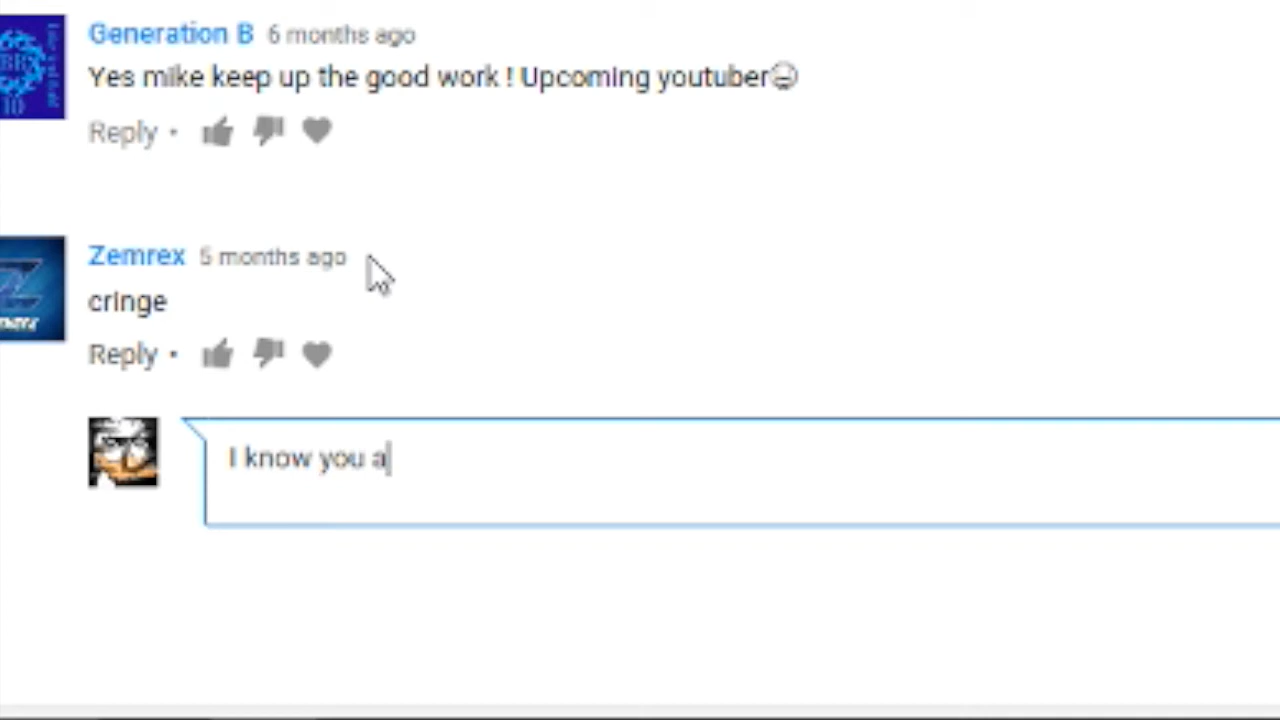 Generation B 6 months ago
Yes mike keep up the good work ! Upcoming youtuber
Reply •
Zemrex 5 months ago
cringe
Reply •
I know you a